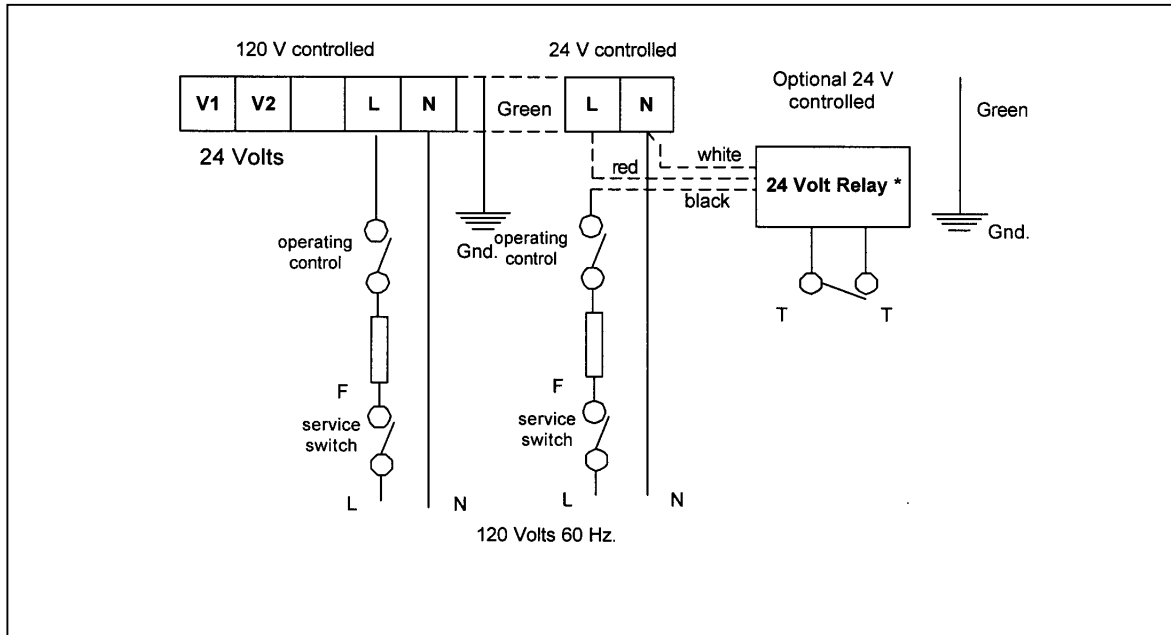 120 V controlled
24 V controlled
Optional 24 V
controlled
V1 V2 L N
Green
L N
Green
24 Volts
white
red
24 Volt Relay *
black
Gnd.
operating
control
Gnd.
operating
control
T T
F
F
service
switch
service
switch
L N
L N
120 Volts 60 Hz.